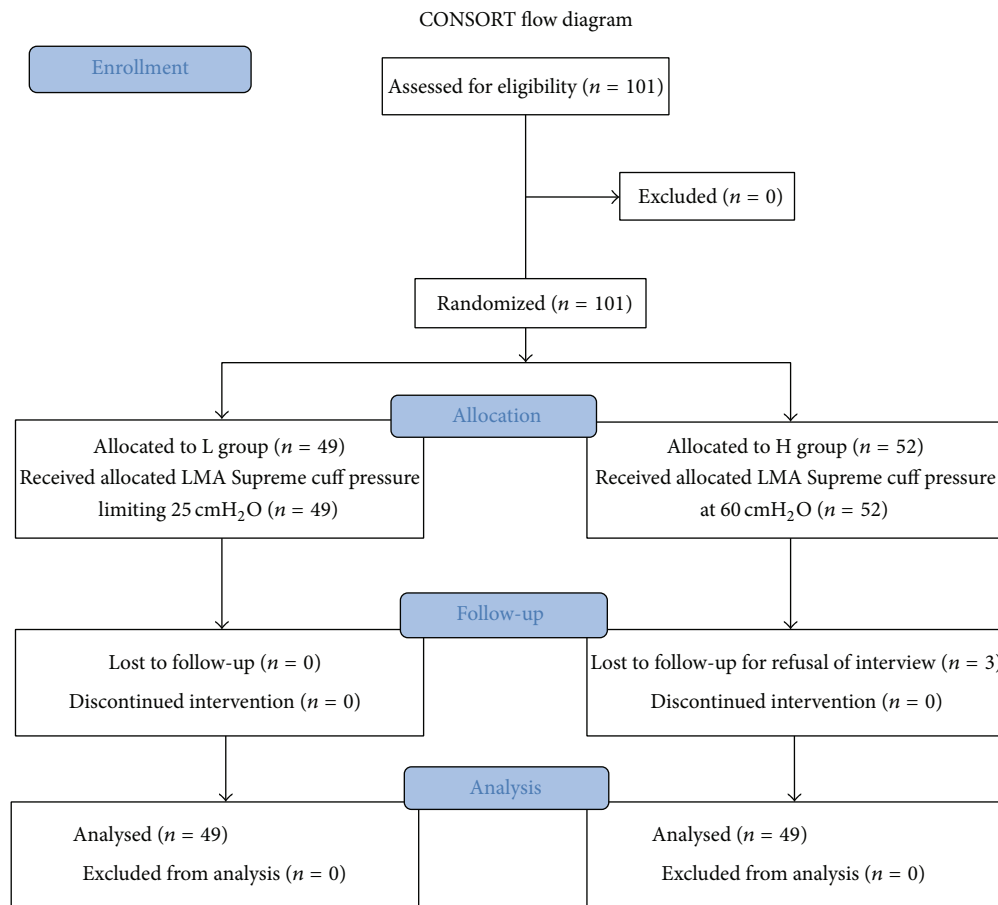 CONSORT flow diagram
Enrollment
Assessed for eligibility (n = 101)
Excluded (n = 0)
Randomized (n = 101)
Allocation
Allocated to L group (n = 49)
Received allocated LMA Supreme cuff pressure
limiting 25 cmH₂O (n = 49)
Allocated to H group (n = 52)
Received allocated LMA Supreme cuff pressure
at 60 cmH₂O (n = 52)
Follow-up
Lost to follow-up (n = 0)
Discontinued intervention (n = 0)
Lost to follow-up for refusal of interview (n = 3)
Discontinued intervention (n = 0)
Analysis
Analysed (n = 49)
Excluded from analysis (n = 0)
Analysed (n = 49)
Excluded from analysis (n = 0)